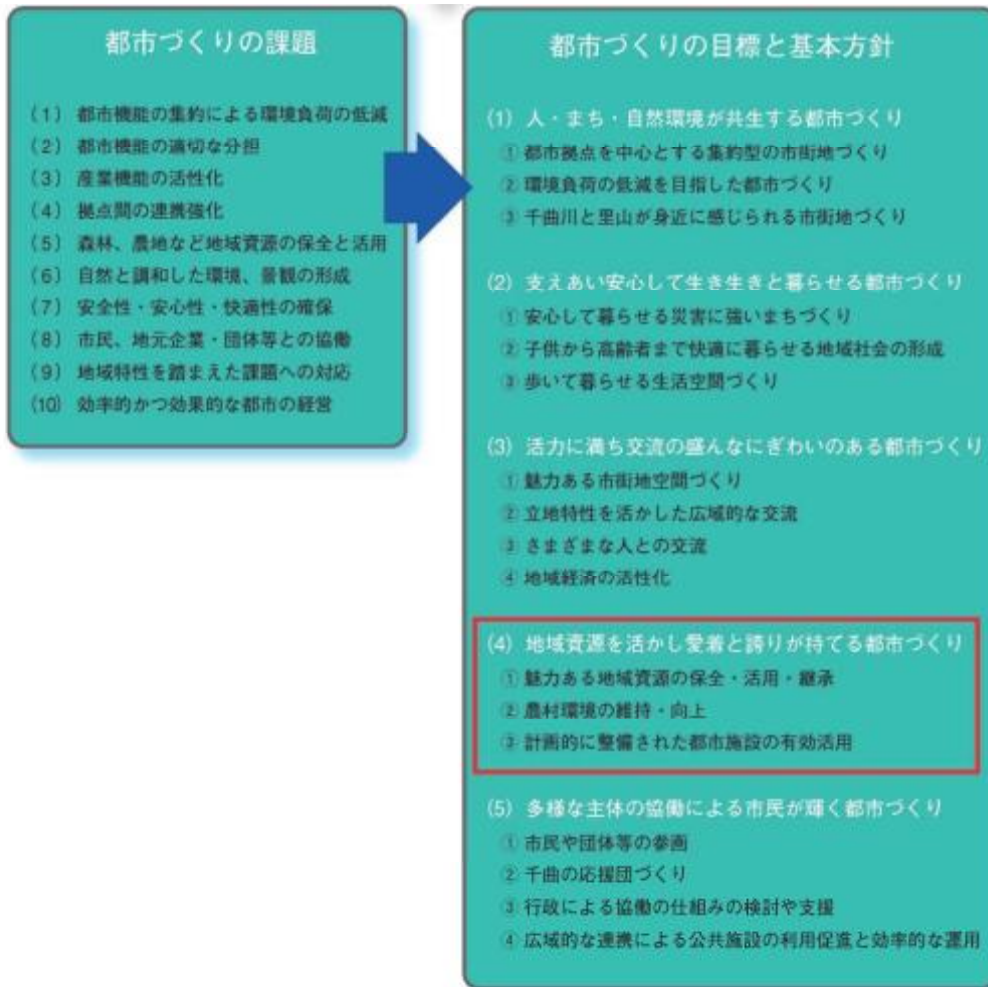 都市づくりの課題
(1) 都市機能の集約による環境負荷の低減
(2) 都市機能の適切な分担
(3) 産業機能の活性化
(4) 拠点間の連携強化
(5) 森林、農地など地域資源の保全と活用
(6) 自然と調和した環境、景観の形成
(7) 安全性・安心性・快適性の確保
(8) 市民、地元企業・団体等との協働
(9) 地域特性を踏まえた課題への対応
(10) 効率的かつ効果的な都市の経営
都市づくりの目標と基本方針
(1) 人・まち・自然環境が共生する都市づくり
① 都市拠点を中心とする集約型の市街地づくり
② 環境負荷の低減を目指した都市づくり
③ 千曲川と里山が身近に感じられる市街地づくり
(2) 支えあい安心して生き生きと暮らせる都市づくり
① 安心して暮らせる災害に強いまちづくり
② 子供から高齢者まで快適に暮らせる地域社会の形成
③ 歩いて暮らせる生活空間づくり
(3) 活力に満ち交流の盛んなにぎわいのある都市づくり
① 魅力ある市街地空間づくり
② 立地特性を活かした広域的な交流
③ さまざまな人との交流
④ 地域経済の活性化
(4) 地域資源を活かし愛着と誇りが持てる都市づくり
① 魅力ある地域資源の保全・活用・継承
② 農村環境の維持・向上
③ 計画的に整備された都市施設の有効活用
(5) 多様な主体の協働による市民が輝く都市づくり
① 市民や団体等の参画
② 千曲の応援団づくり
③ 行政による協働の仕組みの検討や支援
④ 広域的な連携による公共施設の利用促進と効率的な運用